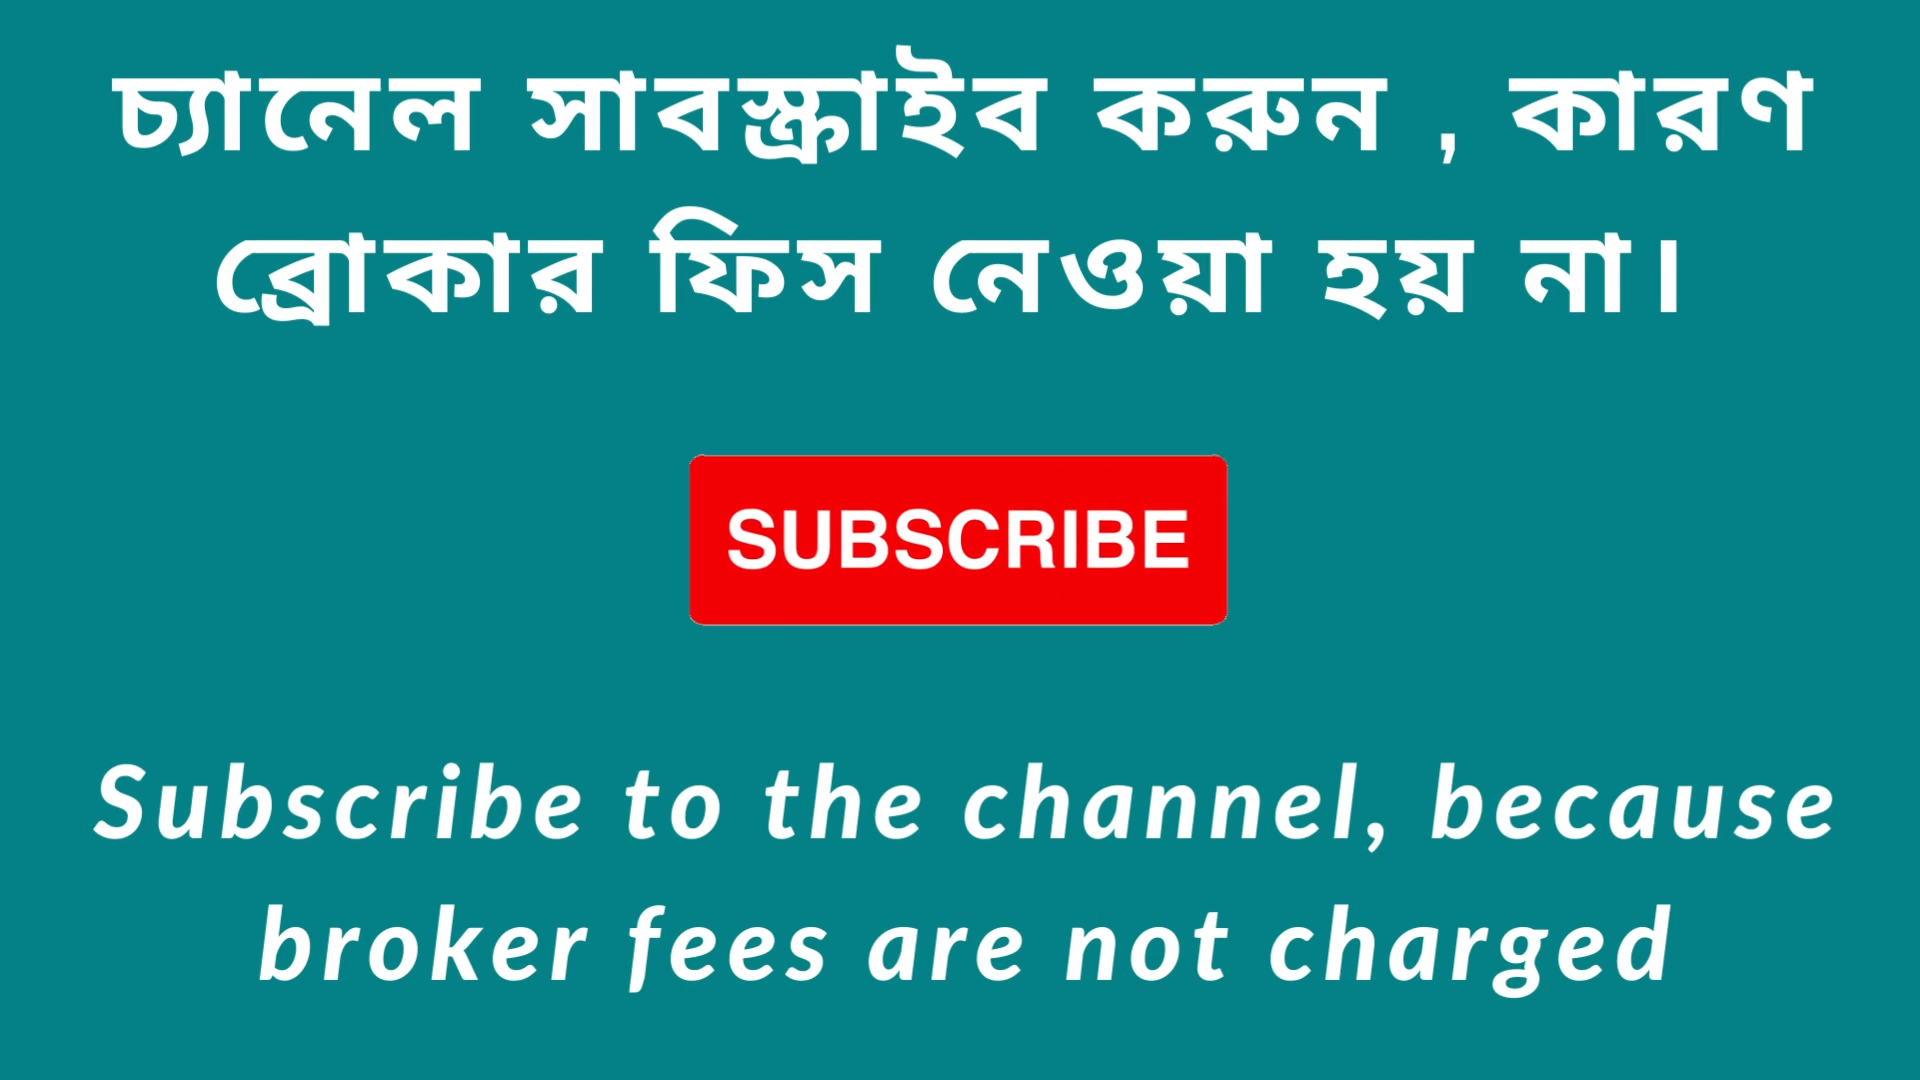 চ্যানেল সাবস্ক্রাইব করুন , কারণ
ব্রোকার ফিস নেওয়া হয় না।
SUBSCRIBE
Subscribe to the channel, because
broker fees are not charged